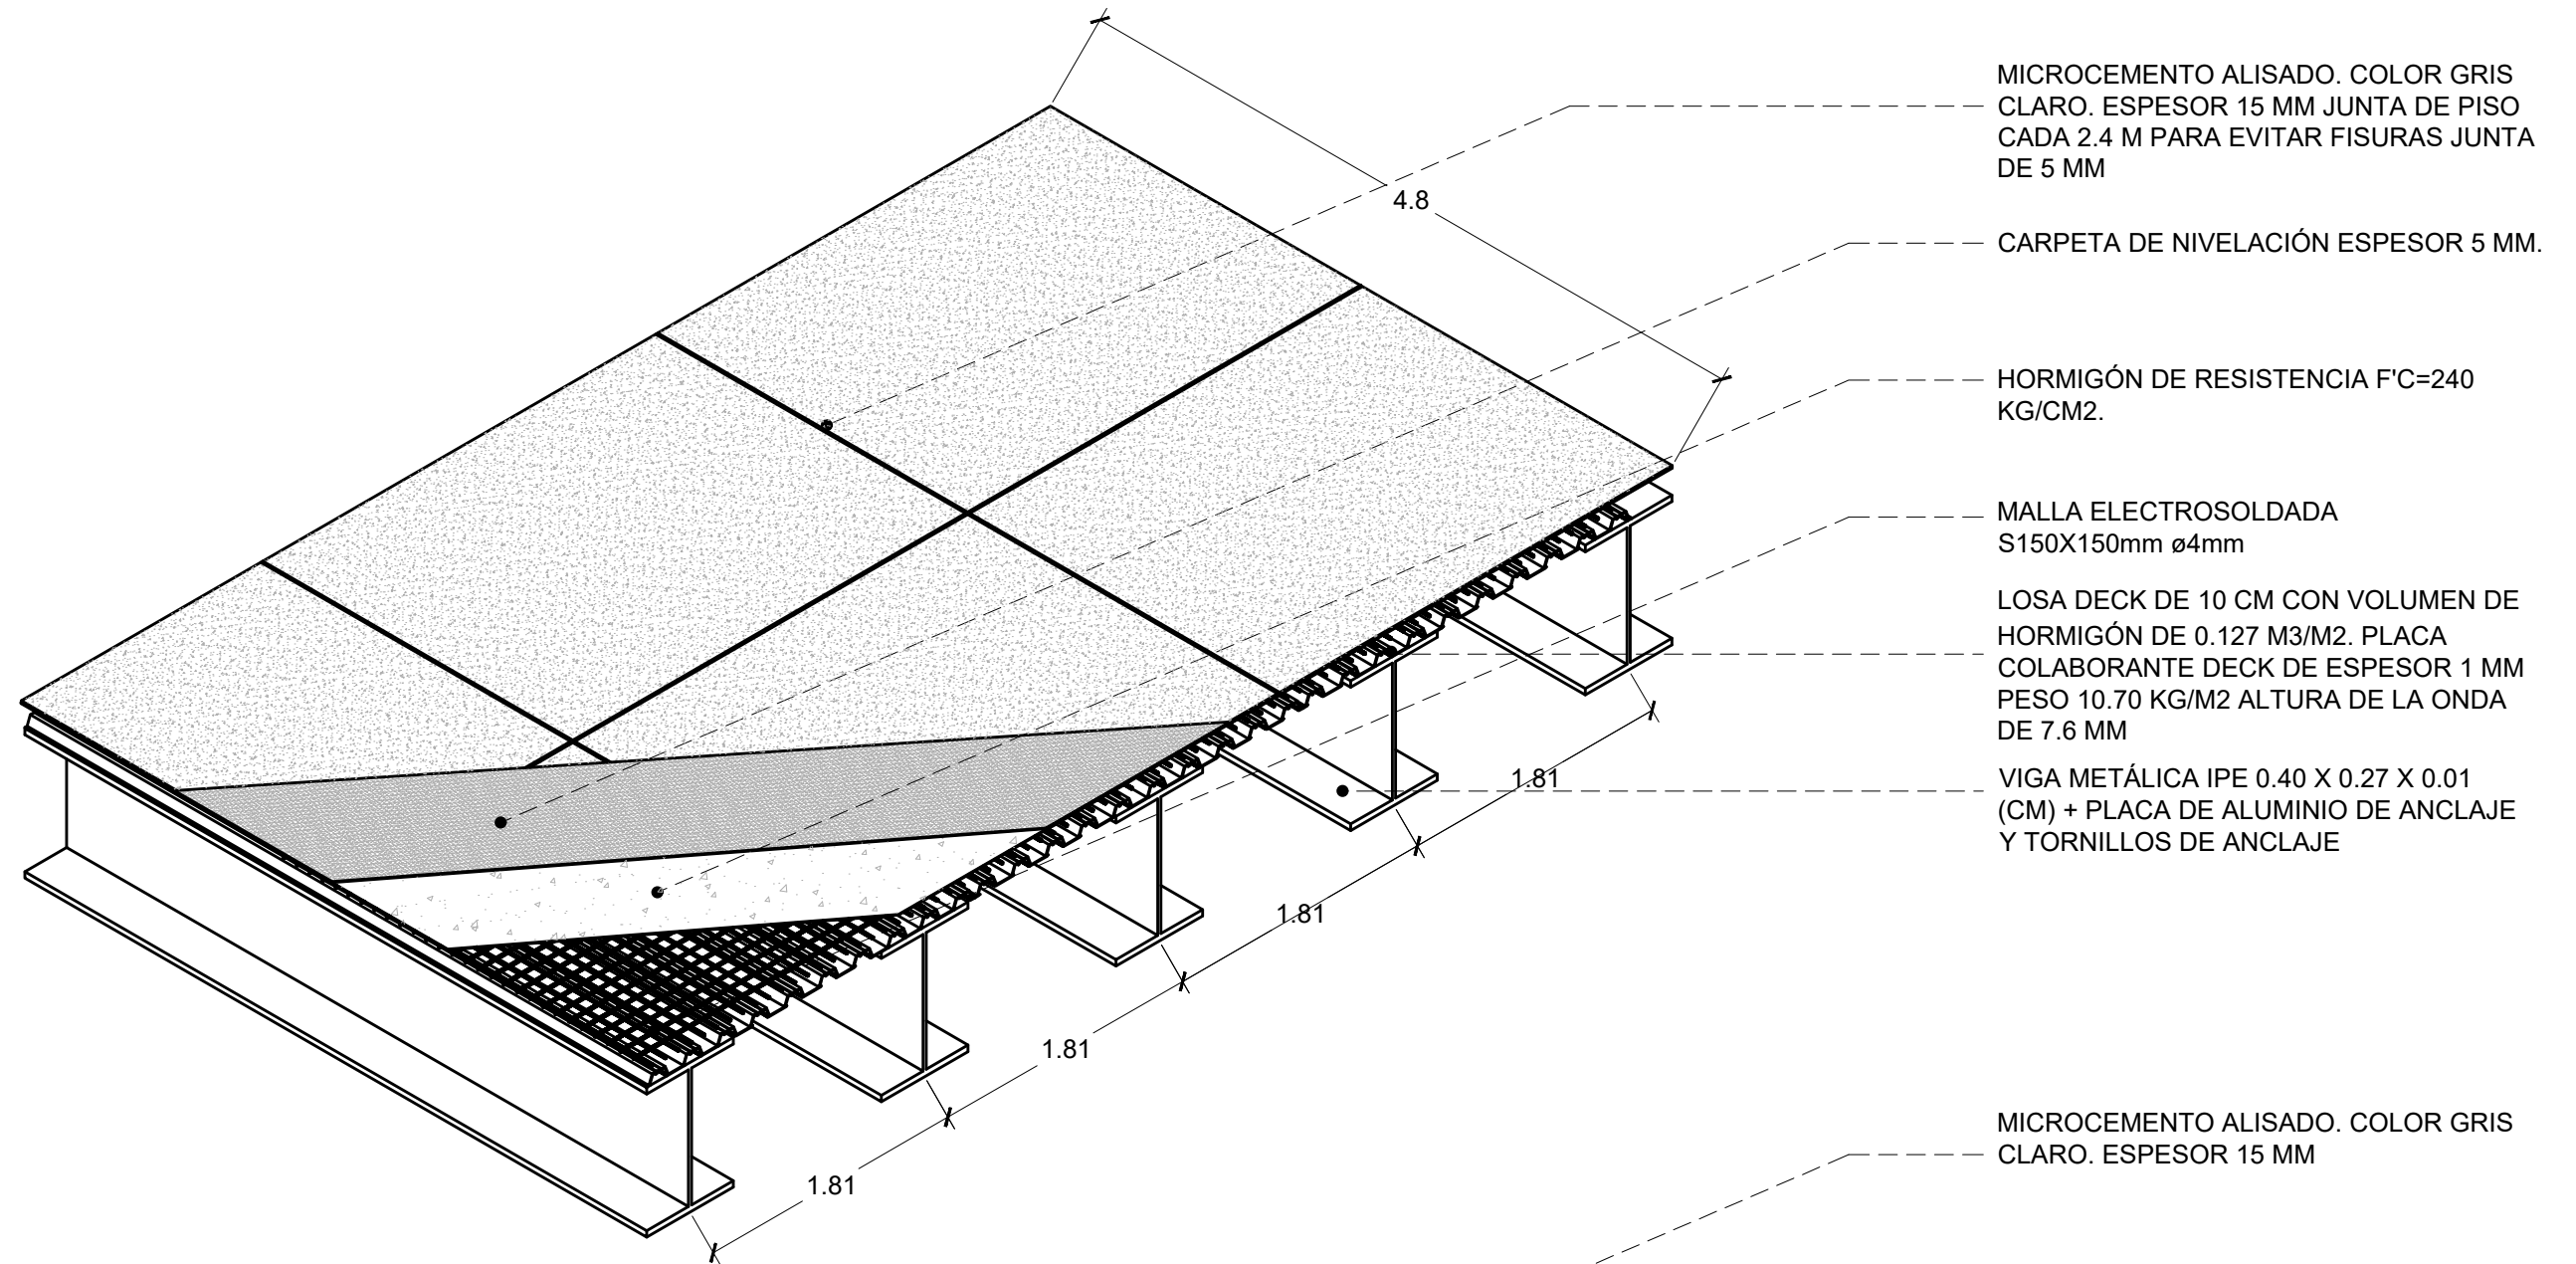 MICROCEMENTO ALISADO. COLOR GRIS
CLARO. ESPESOR 15 MM JUNTA DE PISO
CADA 2.4 M PARA EVITAR FISURAS JUNTA
DE 5 MM
4.8
CARPETA DE NIVELACIÓN ESPESOR 5 MM.
HORMIGÓN DE RESISTENCIA F'C=240
KG/CM2.
MALLA ELECTROSOLDADA
S150X150mm ø4mm
LOSA DECK DE 10 CM CON VOLUMEN DE
HORMIGÓN DE 0.127 M3/M2. PLACA
COLABORANTE DECK DE ESPESOR 1 MM
PESO 10.70 KG/M2 ALTURA DE LA ONDA
DE 7.6 MM
VIGA METÁLICA IPE 0.40 X 0.27 X 0.01
(CM) + PLACA DE ALUMINIO DE ANCLAJE
Y TORNILLOS DE ANCLAJE
1.81
1.81
1.81
1.81
MICROCEMENTO ALISADO. COLOR GRIS
CLARO. ESPESOR 15 MM